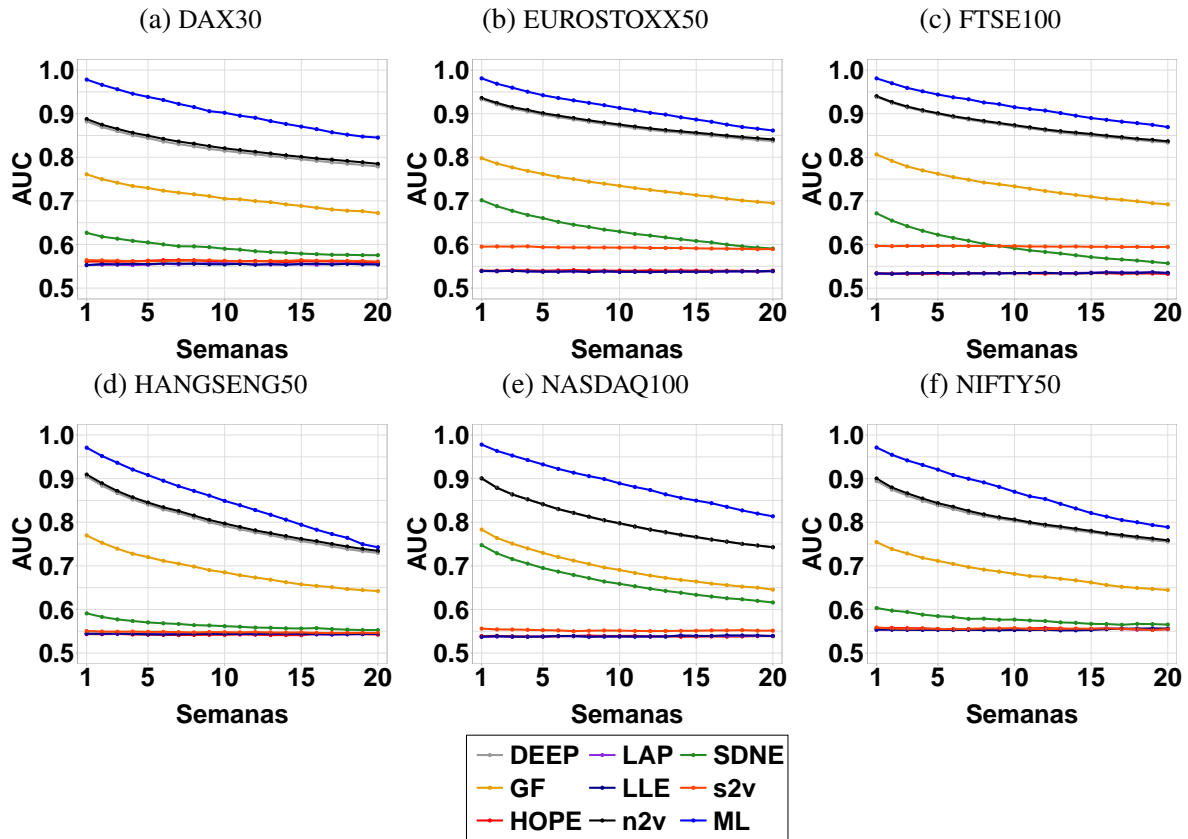 (a) DAX30
(b) EUROSTOXX50
(c) FTSE100
AUC
1.0
0.9
0.8
0.7
0.6
0.5
1 5 10 15 20
Semanas
AUC
1.0
0.9
0.8
0.7
0.6
0.5
1 5 10 15 20
Semanas
AUC
1.0
0.9
0.8
0.7
0.6
0.5
1 5 10 15 20
Semanas
(d) HANGSENG50
(e) NASDAQ100
(f) NIFTY50
AUC
1.0
0.9
0.8
0.7
0.6
0.5
1 5 10 15 20
Semanas
AUC
1.0
0.9
0.8
0.7
0.6
0.5
1 5 10 15 20
Semanas
AUC
1.0
0.9
0.8
0.7
0.6
0.5
1 5 10 15 20
Semanas
DEEP LAP SDNE
GF LLE s2v
HOPE n2v ML